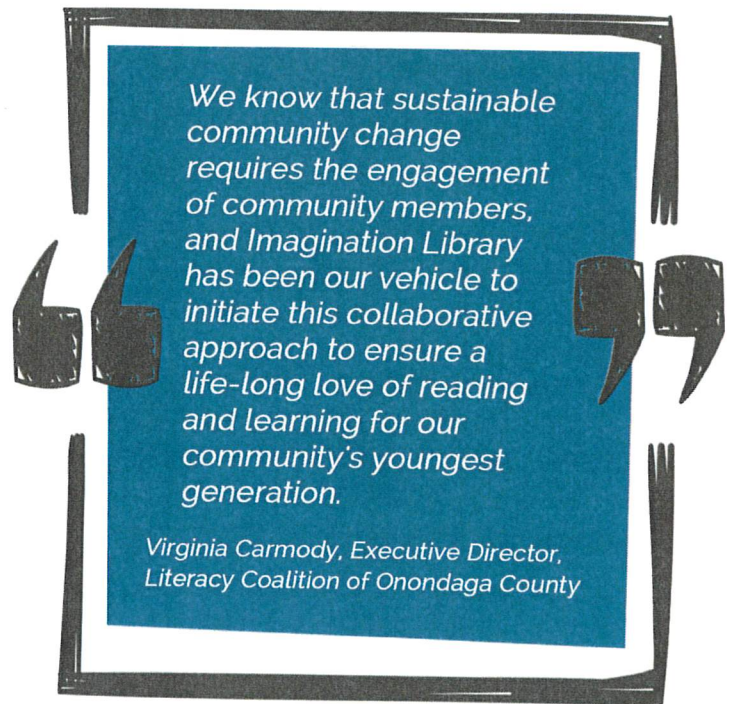 We know that sustainable
community change
requires the engagement
of community members,
and Imagination Library
has been our vehicle to
initiate this collaborative
approach to ensure a
life-long love of reading
and learning for our
community's youngest
generation.
Virginia Carmody, Executive Director,
Literacy Coalition of Onondaga County